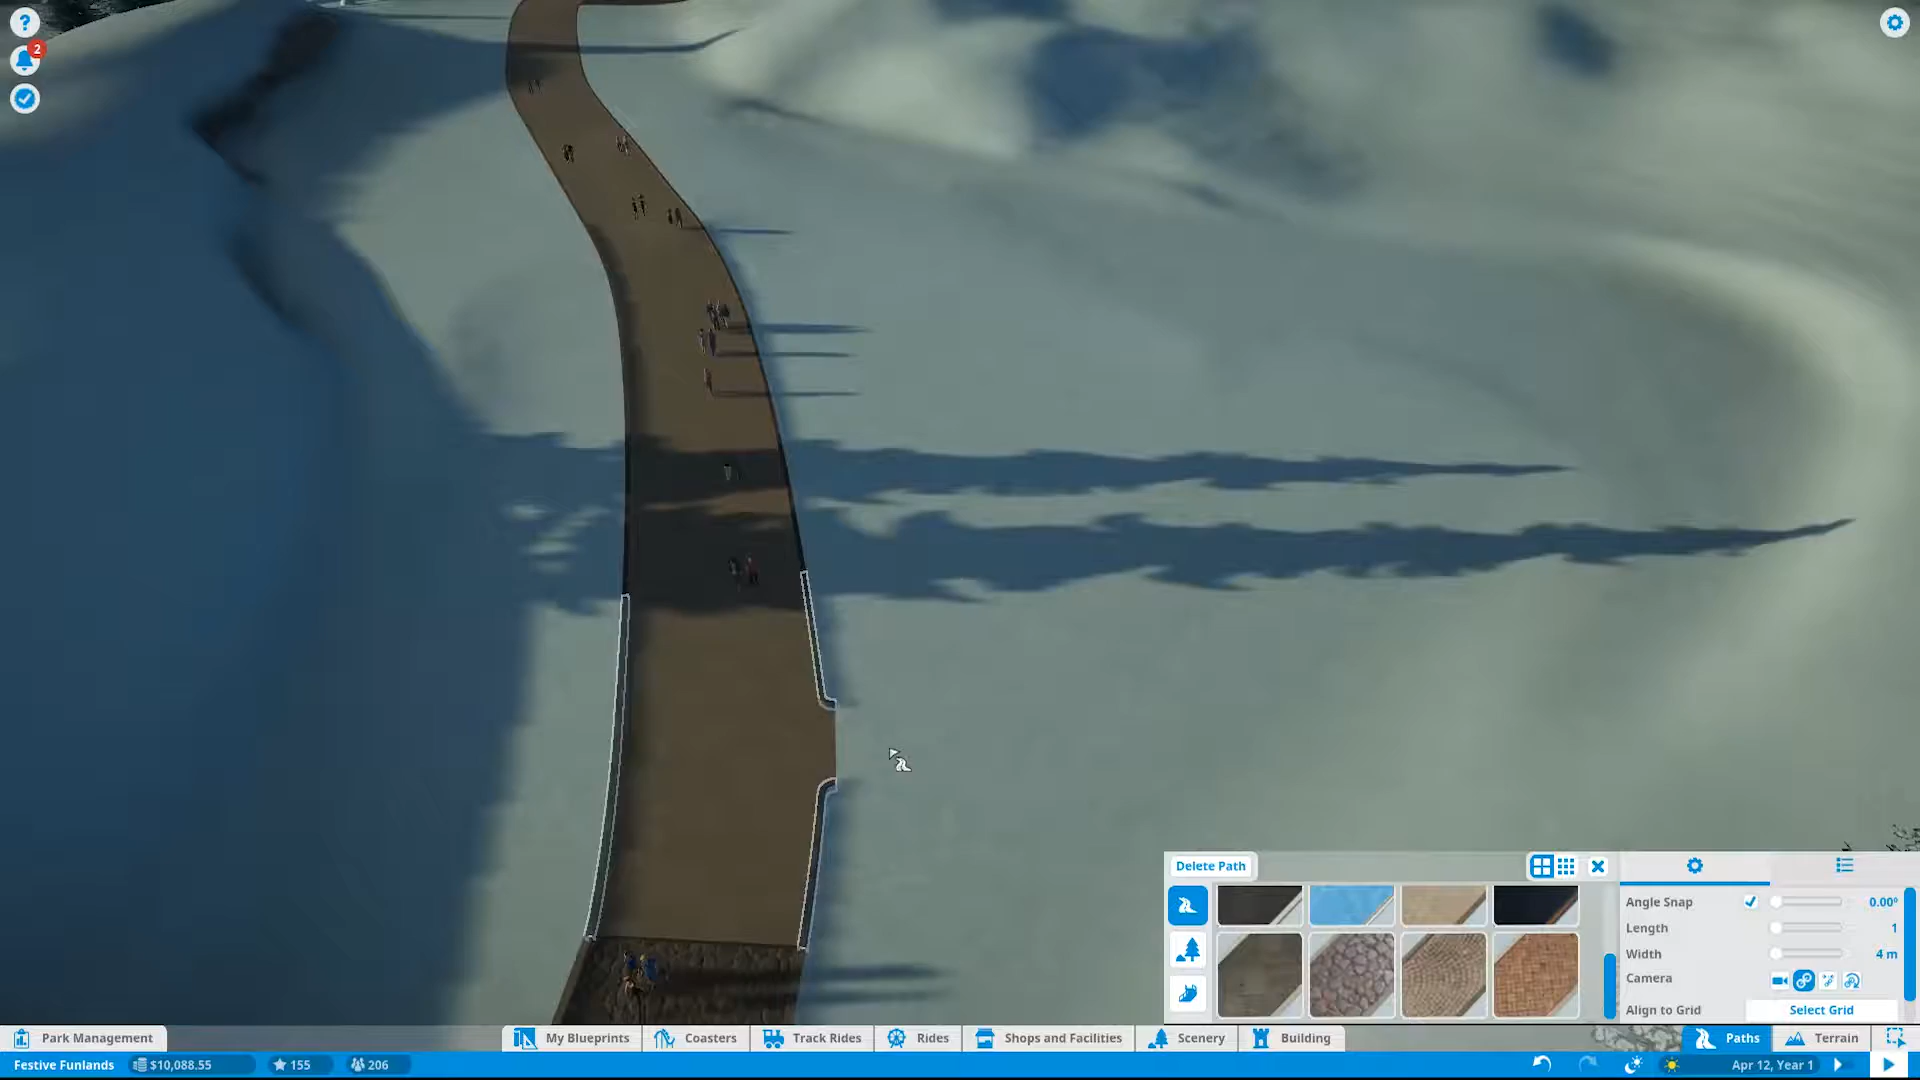 ?
2
Delete Path
Angle Snap 0.00°
Length 1
Width 4 m
Camera
Align to Grid Select Grid
Park Management My Blueprints Coasters Track Rides Rides Shops and Facilities Scenery Building Paths Terrain
Festive Funlands $10,088.55 155 206 Apr 12, Year 1